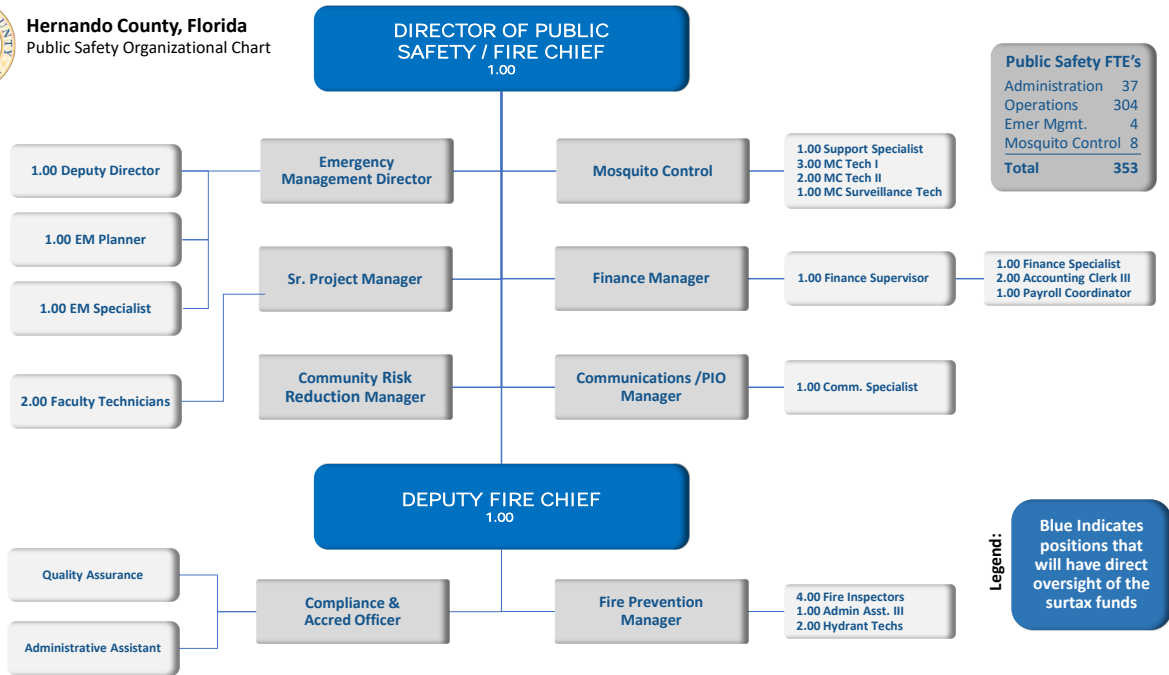 Hernando County, Florida
Public Safety Organizational Chart
DIRECTOR OF PUBLIC
SAFETY / FIRE CHIEF
1.00
Public Safety FTE's
Administration 37
Operations 304
Emer Mgmt. 4
Mosquito Control 8
Total 353
1.00 Deputy Director
1.00 EM Planner
1.00 EM Specialist
Emergency
Management Director
Mosquito Control
1.00 Support Specialist
3.00 MC Tech I
2.00 MC Tech II
1.00 MC Surveillance Tech
Sr. Project Manager
2.00 Faculty Technicians
Finance Manager
1.00 Finance Supervisor
1.00 Finance Specialist
2.00 Accounting Clerk III
1.00 Payroll Coordinator
Community Risk
Reduction Manager
Communications /PIO
Manager
1.00 Comm. Specialist
DEPUTY FIRE CHIEF
1.00
Quality Assurance
Administrative Assistant
Compliance &
Accred Officer
Fire Prevention
Manager
4.00 Fire Inspectors
1.00 Admin Asst. III
2.00 Hydrant Techs
Legend:
Blue Indicates
positions that
will have direct
oversight of the
surtax funds